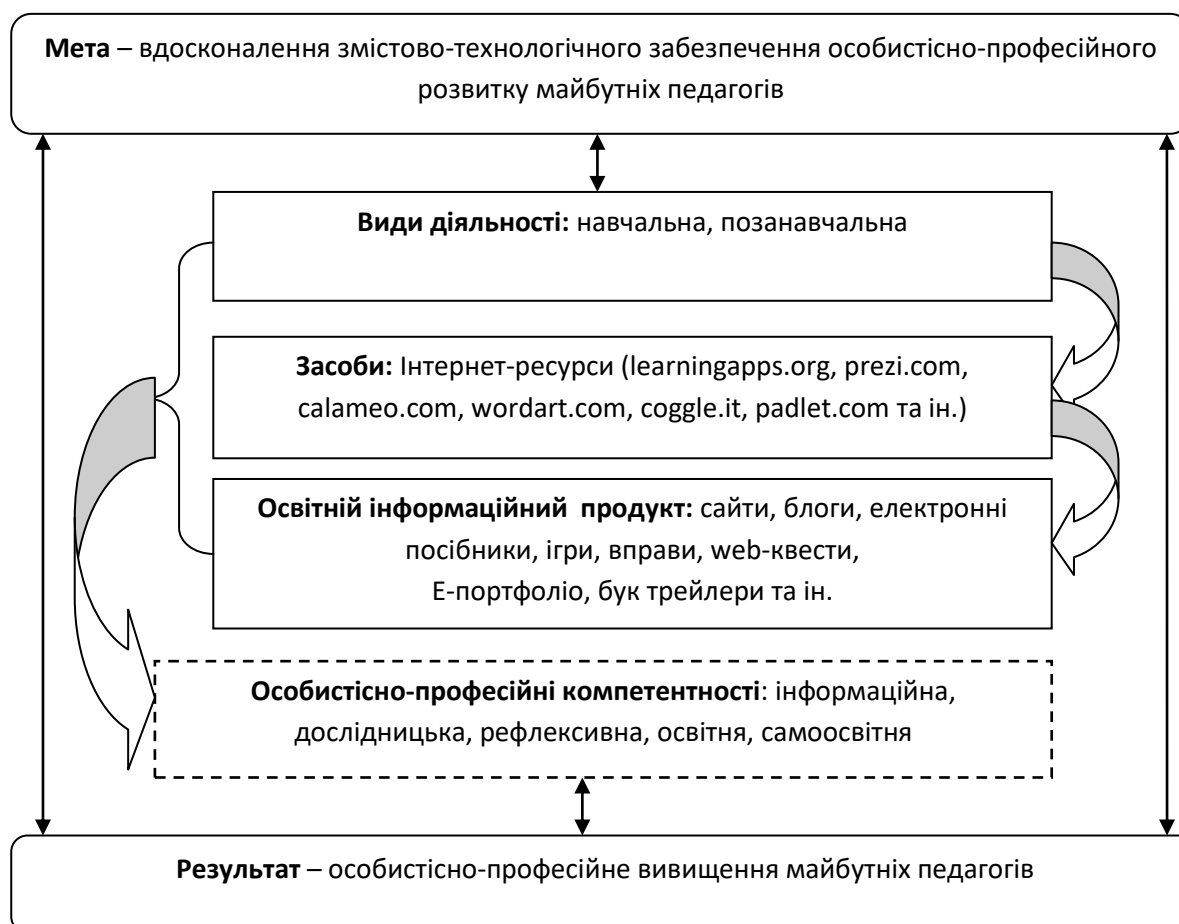 Мета – вдосконалення змістово-технологічного забезпечення особистісно-професійного
розвитку майбутніх педагогів
Види діяльності: навчальна, позанавчальна
Засоби: Інтернет-ресурси (learningapps.org, prezi.com,
calameo.com, wordart.com, coggle.it, padlet.com та ін.)
Освітній інформаційний продукт: сайти, блоги, електронні
посібники, ігри, вправи, web-квести,
Е-портфоліо, бук трейлери та ін.
Особистісно-професійні компетентності: інформаційна,
дослідницька, рефлексивна, освітня, самоосвітня
Результат – особистісно-професійне вивищення майбутніх педагогів